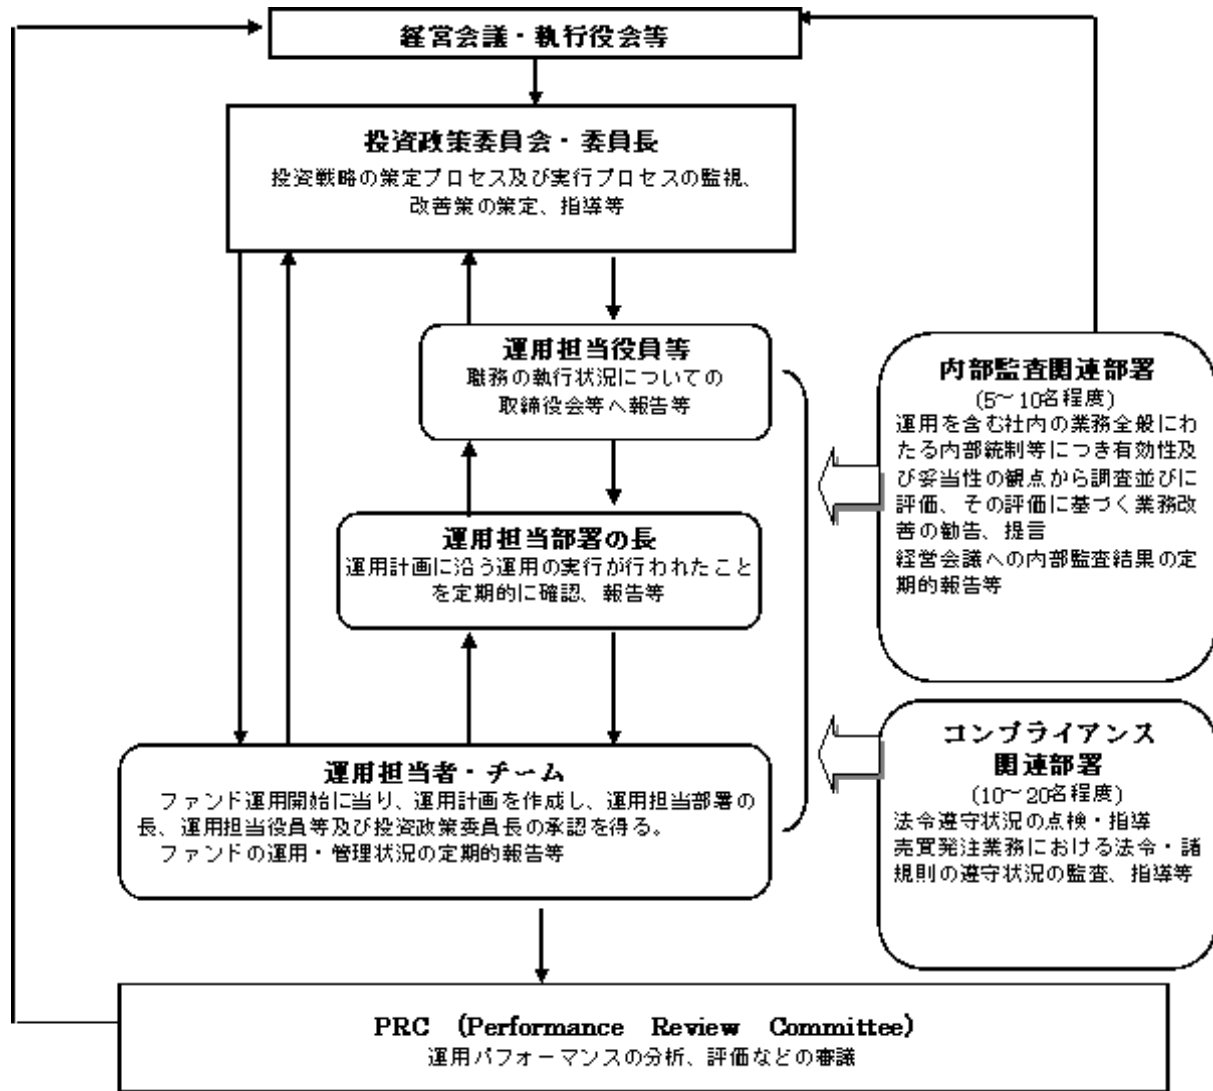 経営会議・執行役会等
投資政策委員会・委員長
投資戦略の策定プロセス及び実行プロセスの監視、
改善策の策定、指導等
運用担当役員等
職務の執行状況についての
取締役会等へ報告等
運用担当部署の長
運用計画に沿う運用の実行が行われたこと
を定期的に確認、報告等
運用担当者・チーム
ファンド運用開始に当り、運用計画を作成し、運用担当部署の
長、運用担当役員等及び投資政策委員長の承認を得る。
ファンドの運用・管理状況の定期的報告等
内部監査関連部署
(5～10名程度)
運用を含む社内の業務全般にわ
たる内部統制等につき有効性及
び妥当性の観点から調査並びに
評価、その評価に基づく業務改
善の勧告、提言
経営会議への内部監査結果の定
期的報告等
コンプライアンス
関連部署
(10～20名程度)
法令遵守状況の点検・指導
売買発注業務における法令・諸
規則の遵守状況の監査、指導等
PRC (Performance Review Committee)
運用パフォーマンスの分析、評価などの審議